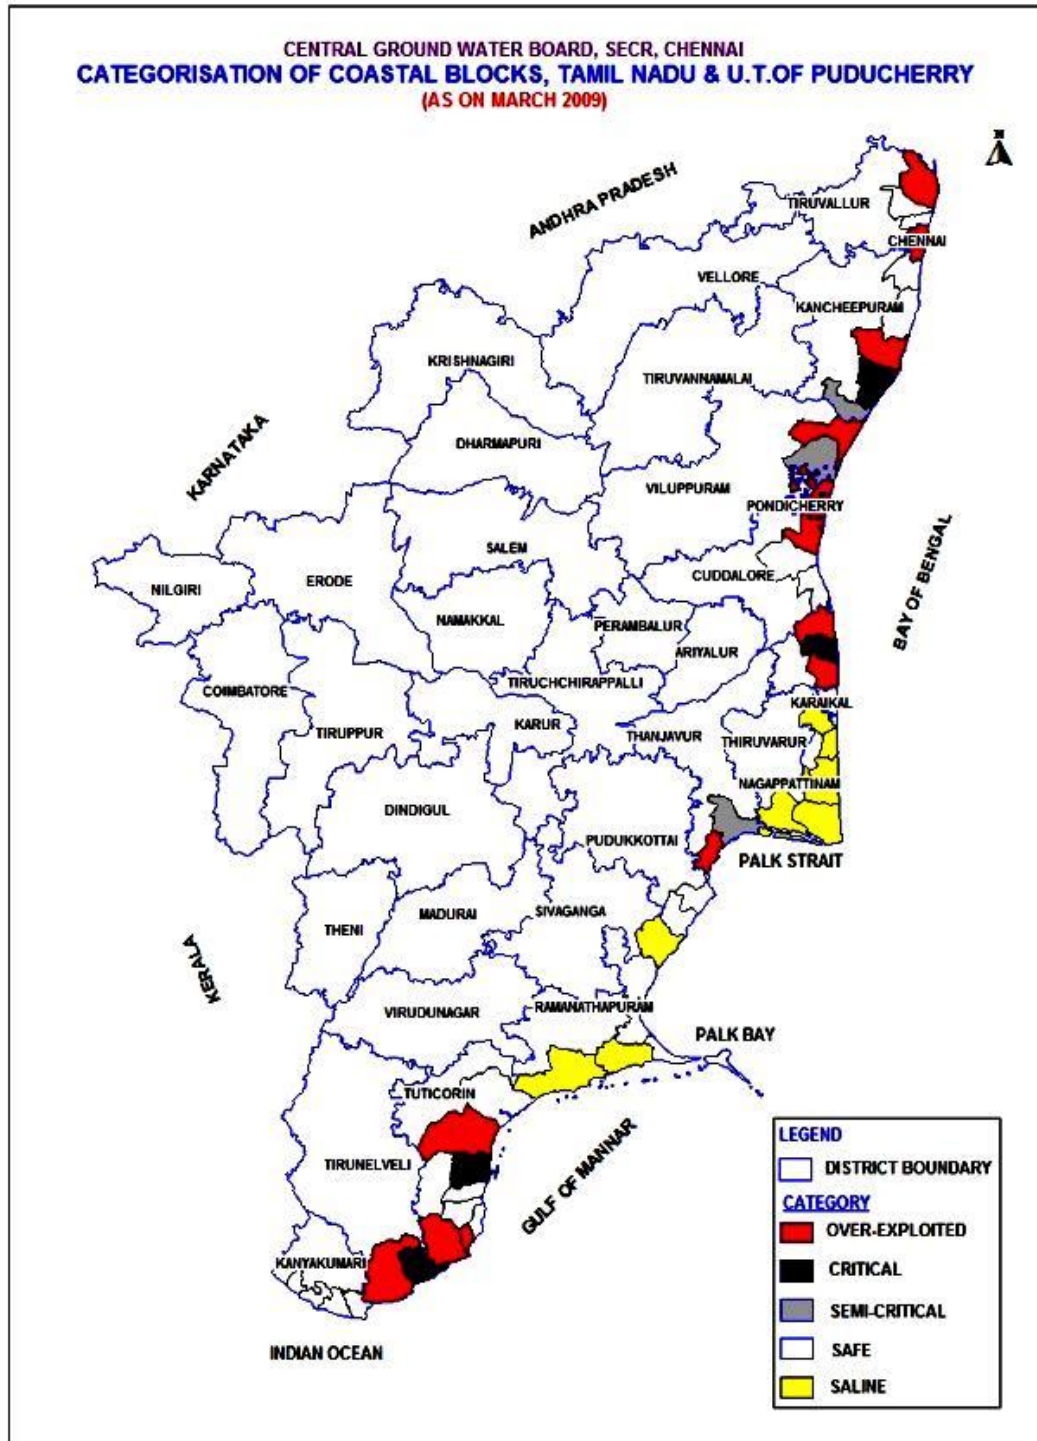 CENTRAL GROUND WATER BOARD, SECR, CHENNAI
CATEGORISATION OF COASTAL BLOCKS, TAMIL NADU & U.T.OF PUDUCHERRY
(AS ON MARCH 2009)
N
ANDHRA PRADESH
TIRUVALLUR
CHENNAI
VELLORE
KANCHEEPURAM
KRISHNAGIRI
TIRUVANNAMALAI
KARNATAKA
DHARMAPURI
VILUPPURAM
PONDICHERRY
SALEM
CUDDALORE
BAY OF BENGAL
NILGIRI
ERODE
NAMAKKAL
PERAMBALUR
ARIYALUR
COIMBATORE
TIRUCHCHIRAPPALLI
KARAIKAL
TIRUPPUR
KARUR
THANJAVUR
THIRUVARUR
NAGAPPATTINAM
DINDIGUL
PUDUKKOTTAI
PALK STRAIT
THENI
MADURAI
SIVAGANGA
KERALA
VIRUDUNAGAR
RAMANATHAPURAM
PALK BAY
TUTICORIN
TIRUNELVELI
GULF OF MANNAR
KANYAKUMARI
INDIAN OCEAN
LEGEND
DISTRICT BOUNDARY
CATEGORY
OVER-EXPLOITED
CRITICAL
SEMI-CRITICAL
SAFE
SALINE